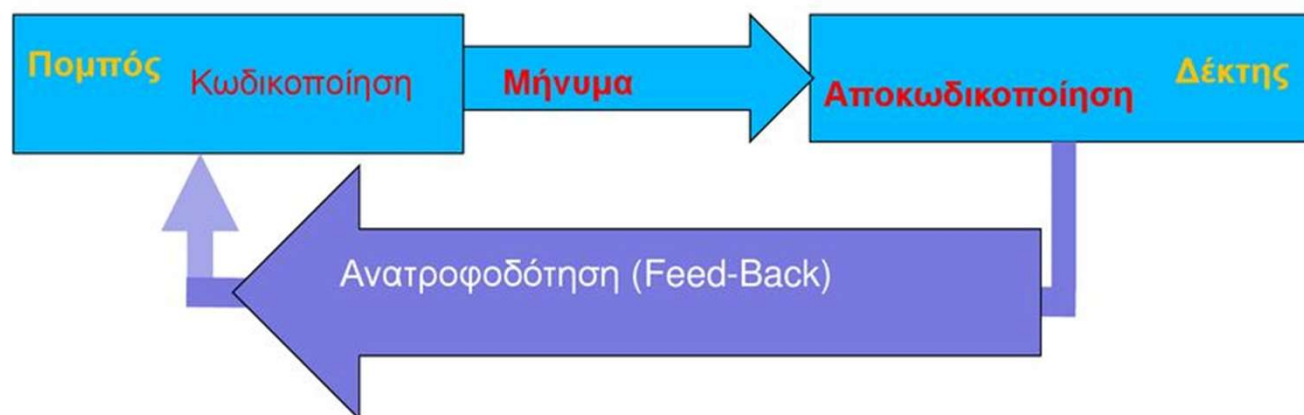 Πομπός
Κωδικοποίηση
Μήνυμα
Αποκωδικοποίηση
Δέκτης
Ανατροφοδότηση (Feed-Back)